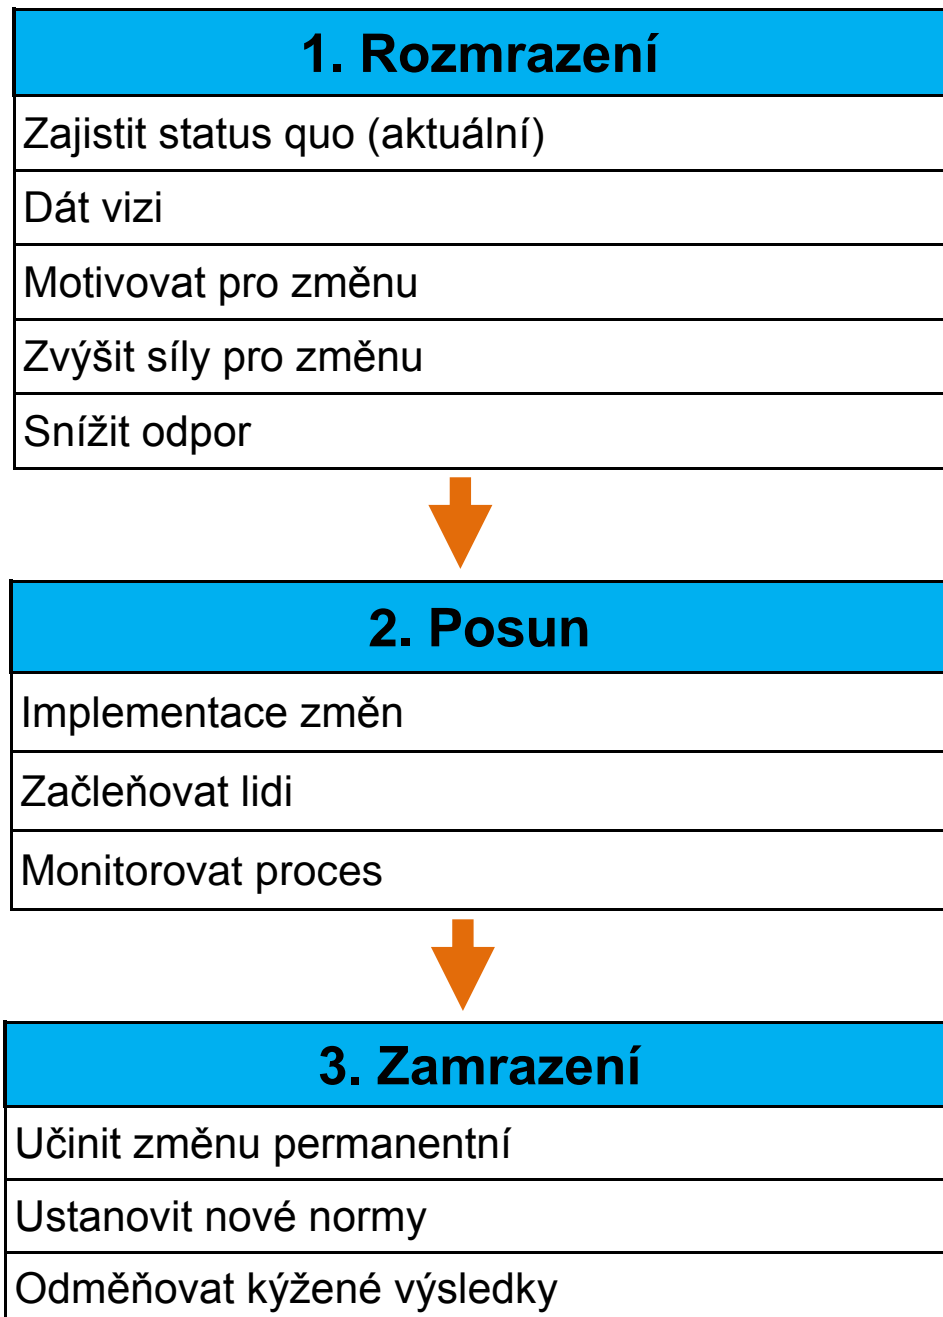 1. Rozmrazení
Zajistit status quo (aktuální)
Dát vizi
Motivovat pro změnu
Zvýšit síly pro změnu
Snížit odpor
2. Posun
Implementace změn
Začleňovat lidi
Monitorovat proces
3. Zamrazení
Učinit změnu permanentní
Ustanovit nové normy
Odměňovat kýžené výsledky